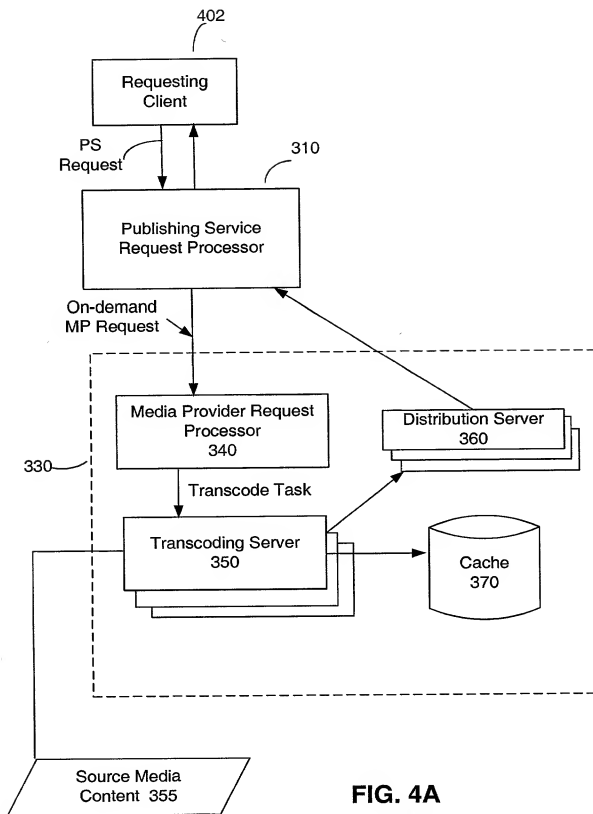 402
Requesting
Client
PS
Request
310
Publishing Service
Request Processor
On-demand
MP Request
Media Provider Request
Processor
340
Distribution Server
360
330
Transcode Task
Transcoding Server
350
Cache
370
Source Media
Content 355
FIG. 4A